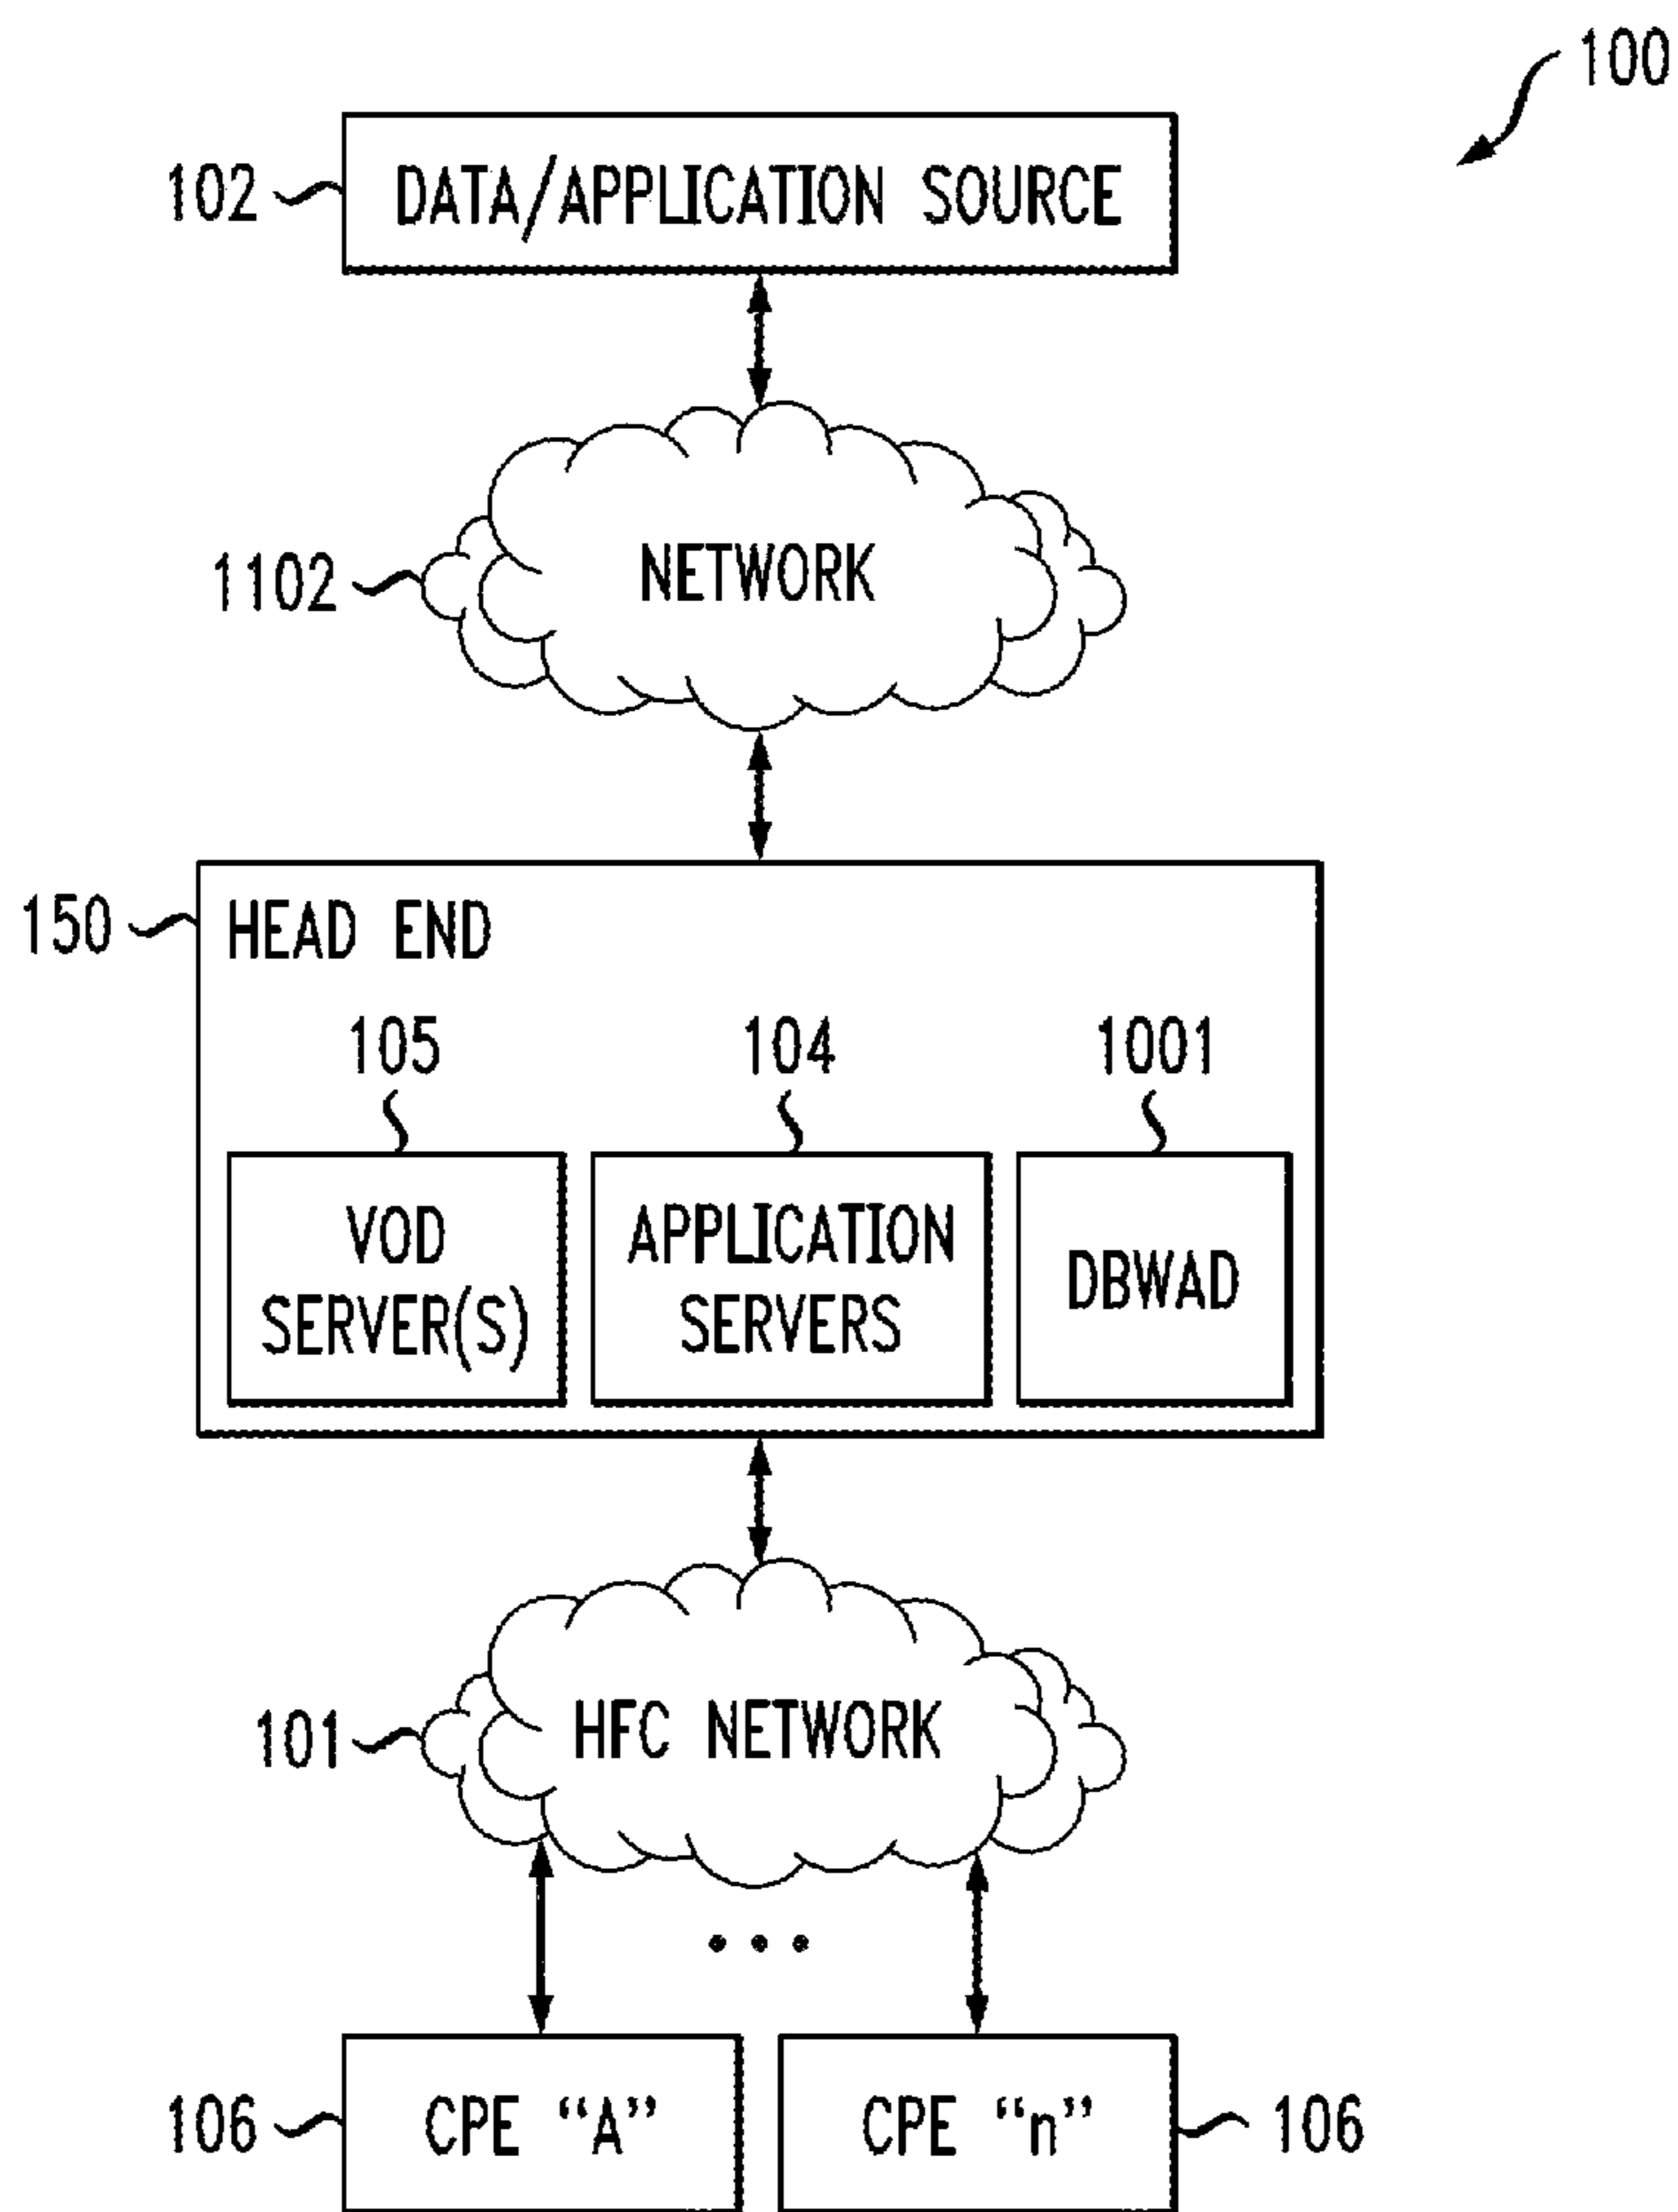 100
102
DATA/APPLICATION SOURCE
1102
NETWORK
150
HEAD END
105
104
1001
VOD
SERVER(S)
APPLICATION
SERVERS
DBWAD
101
HFC NETWORK
106
CPE “A”
CPE “n”
106